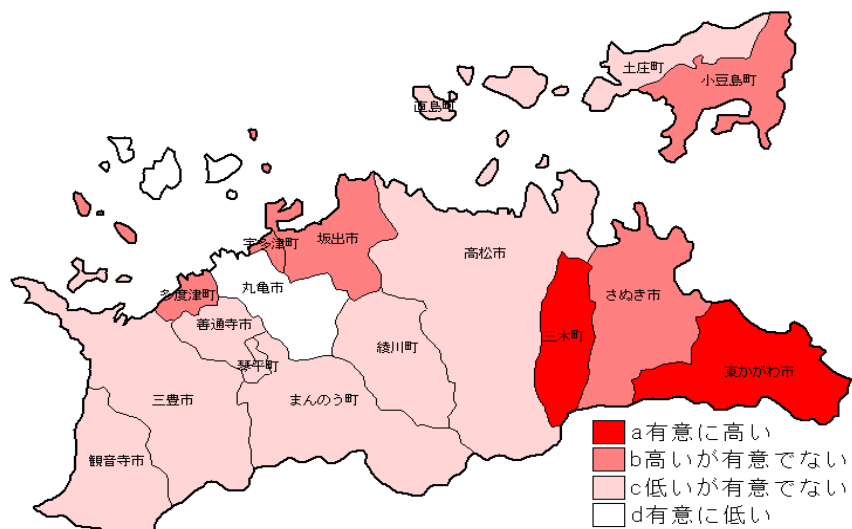 土庄町
小豆島町
直島町
宇多津町
坂出市
高松市
多度津町
丸亀市
さぬき市
善通寺市
三木町
綾川町
琴平町
東かがわ市
三豊市
まんのう町
観音寺市
a有意に高い
b高いが有意でない
c低いが有意でない
d有意に低い